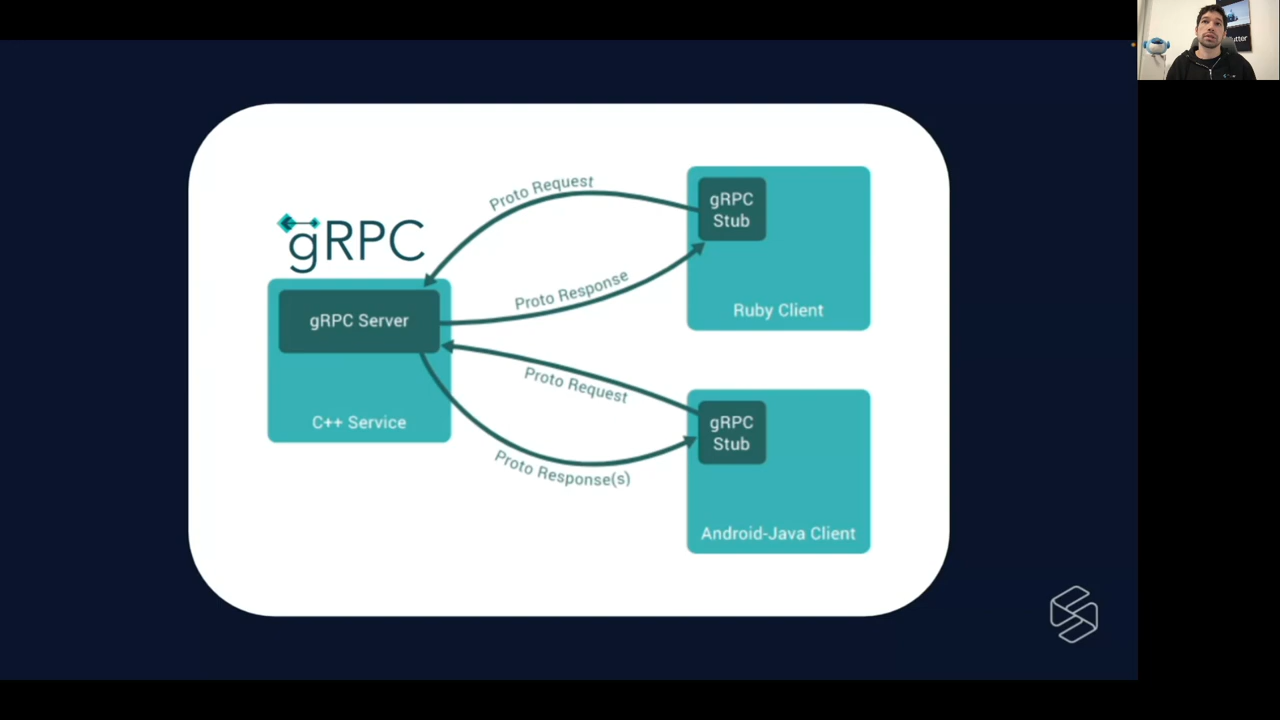 gRPC
gRPC Server
C++ Service
Proto Request
Proto Response
gRPC
Stub
Ruby Client
Proto Request
Proto Response(s)
gRPC
Stub
Android-Java Client
utter